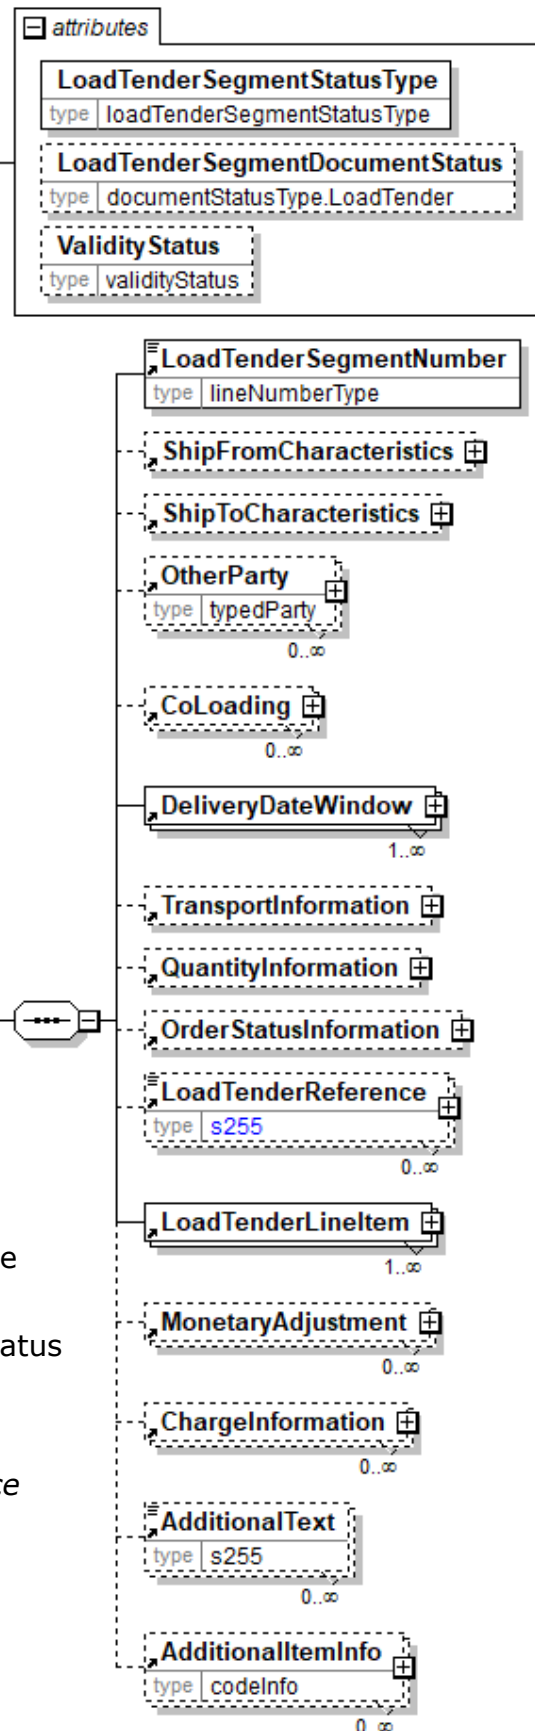 attributes
LoadTenderSegmentStatusType
type loadTenderSegmentStatusType
LoadTenderSegmentDocumentStatus
type documentStatusType.LoadTender
ValidityStatus
type validityStatus
LoadTenderSegmentNumber
type lineNumberType
ShipFromCharacteristics
ShipToCharacteristics
OtherParty
type typedParty
0..∞
CoLoading
0..∞
DeliveryDateWindow
1..∞
TransportInformation
QuantityInformation
OrderStatusInformation
LoadTenderReference
type s255
0..∞
LoadTenderLineItem
e
1..∞
MonetaryAdjustment
atus
0..∞
ChargeInformation
0..∞
ce
AdditionalText
type s255
0..∞
AdditionalItemInfo
type codeInfo
0..∞